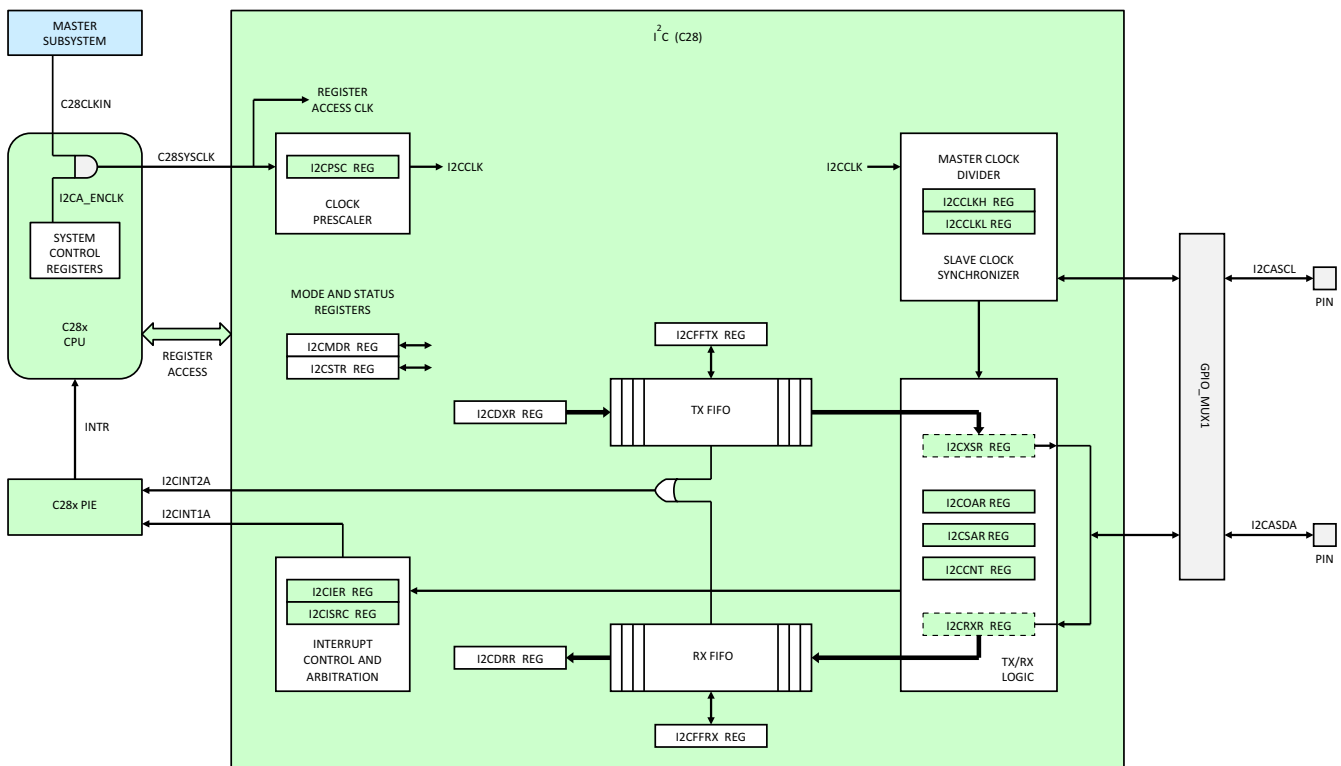 MASTER
SUBSYSTEM
C28CLKIN
I2CA_ENCLK
SYSTEM
CONTROL
REGISTERS
C28x
CPU
C28SYSCLK
REGISTER
ACCESS
INTR
C28x PIE
I2CINT2A
I2CINT1A
I2C (C28)
REGISTER
ACCESS CLK
I2CPSC REG
CLOCK
PRESCALER
I2CCLK
I2CCLK
MASTER CLOCK
DIVIDER
I2CCLKH REG
I2CCLKL REG
SLAVE CLOCK
SYNCHRONIZER
MODE AND STATUS
REGISTERS
I2CMDR REG
I2CSTR REG
I2CFFTX REG
I2CDXR REG
TX FIFO
I2CXSR REG
I2COAR REG
I2CSAR REG
I2CCNT REG
I2CRXR REG
TX/RX
LOGIC
I2CIER REG
I2CISRC REG
INTERRUPT
CONTROL AND
ARBITRATION
I2CDRR REG
RX FIFO
I2CFFRX REG
GPIO_MUX1
I2CASCL
PIN
I2CASDA
PIN